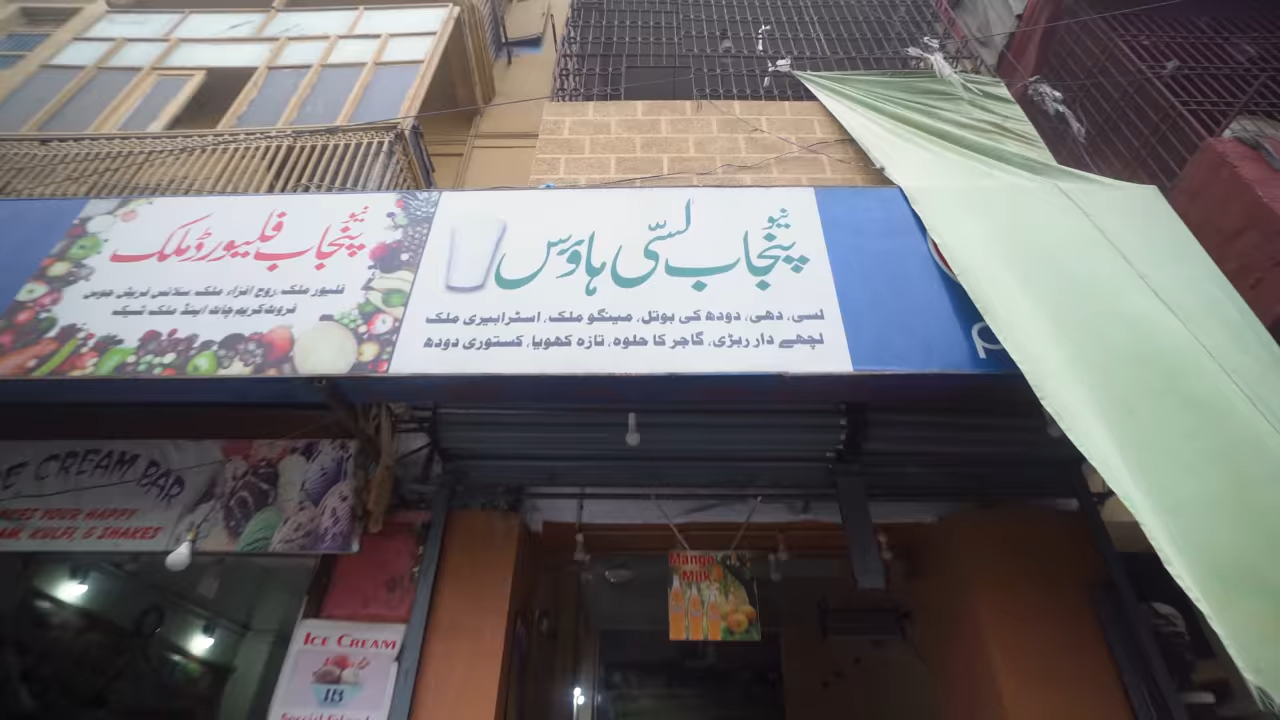 نیو
پنجاب لسّی ہاؤس
لسی، دھی، دودھ کی بوتل، مینگو ملک، اسٹرابیری ملک
لچھے دار ربڑی، گاجر کا حلوہ، تازہ کھویا، کستوری دودھ
نیو
پنجاب فلیورڈ ملک
فلیور ملک، روح افزاء ملک سلائس فریش جوس
فروٹ کریم چاٹ اینڈ ملک شیک
CREAM BAR
YOUR HAPPY
KULFI, & SHAKES
Mango
Milk
ICE CREAM